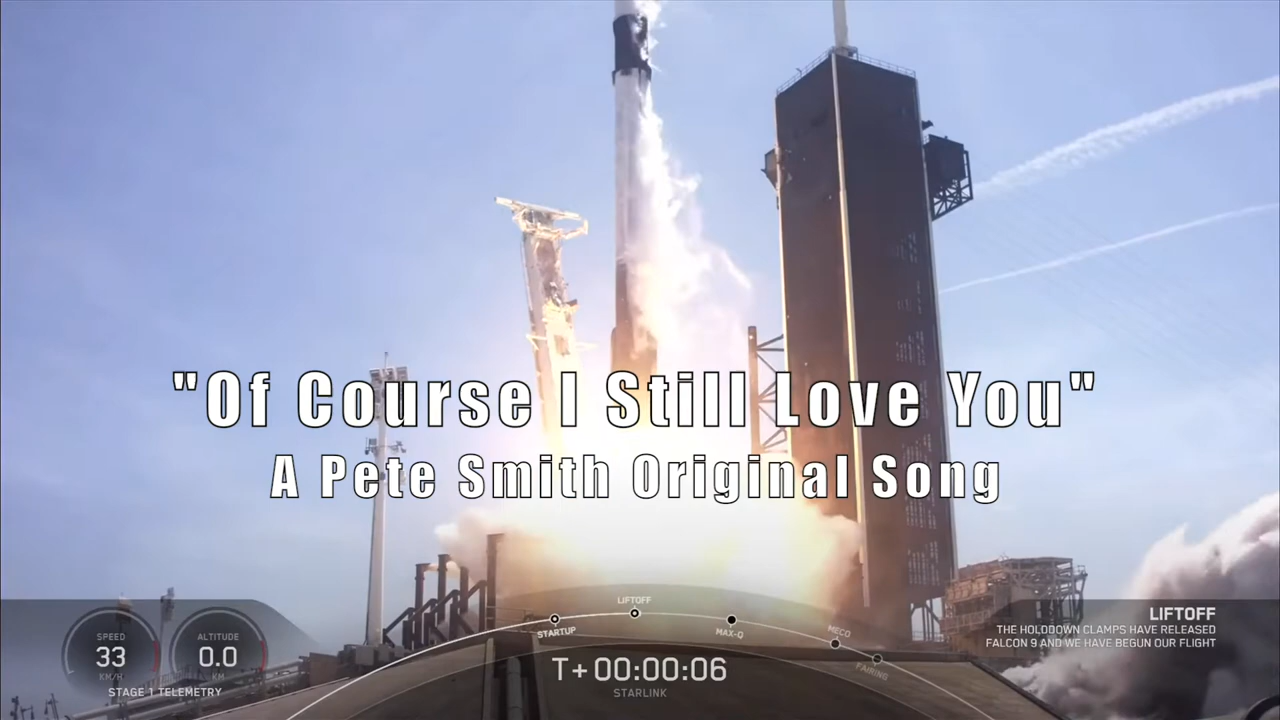 "Of Course I Still Love You"
A Pete Smith Original Song
SPEED
33
KM/H
ALTITUDE
0.0
KM
STAGE 1 TELEMETRY
STARTUP
LIFTOFF
MAX-Q
MECO
FAIRING
T+00:00:06
STARLINK
LIFTOFF
THE HOLDDOWN CLAMPS HAVE RELEASED
FALCON 9 AND WE HAVE BEGUN OUR FLIGHT